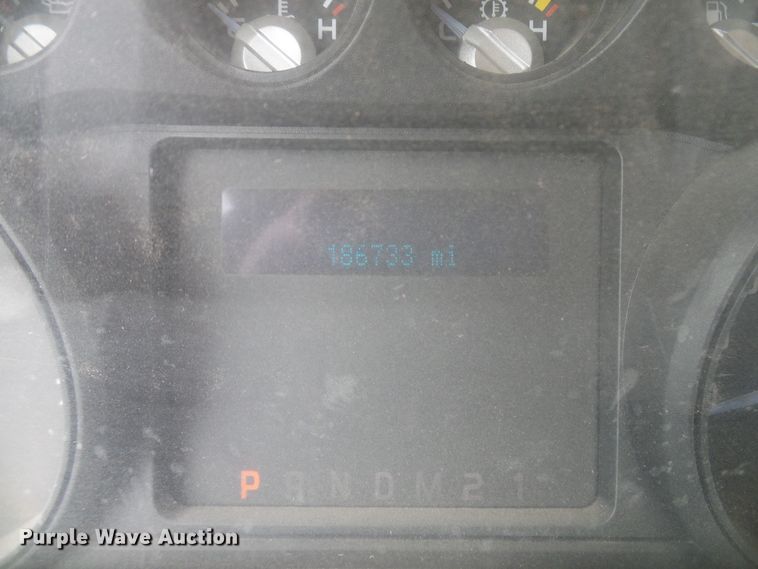 H
H
186733 mi
P R N D M 2 1
Purple Wave Auction